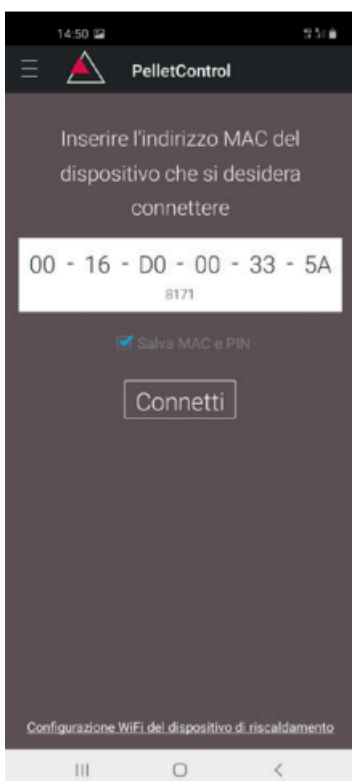 14:50
PelletControl
Inserire l'indirizzo MAC del
dispositivo che si desidera
connettere
00 - 16 - D0 - 00 - 33 - 5A
8171
Salva MAC e PIN
Connetti
Configurazione WiFi del dispositivo di riscaldamento